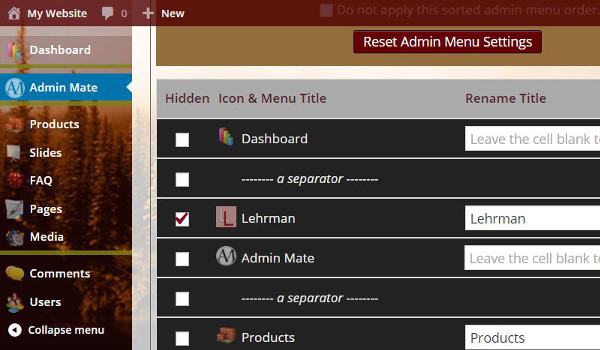 My Website 0 New
Do not apply this sorted admin menu order.
Reset Admin Menu Settings
Dashboard
Admin Mate
Products
Slides
FAQ
Pages
Media
Comments
Users
Collapse menu
Hidden Icon & Menu Title Rename Title
Dashboard Leave the cell blank t
-------- a separator --------
L Lehrman Lehrman
AM Admin Mate Leave the cell blank t
-------- a separator --------
Products Products